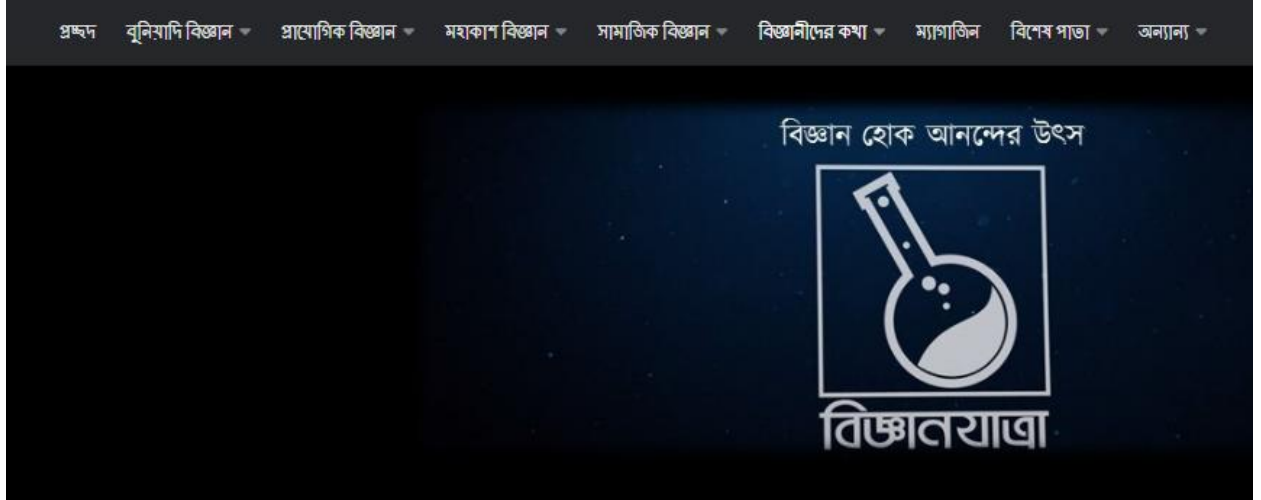 প্রচ্ছদ বুনিয়াদি বিজ্ঞান প্রায়োগিক বিজ্ঞান মহাকাশ বিজ্ঞান সামাজিক বিজ্ঞান বিজ্ঞানীদের কথা ম্যাগাজিন বিশেষ পাতা অন্যান্য
বিজ্ঞান হোক আনন্দের উৎস
বিজ্ঞানযাত্রা